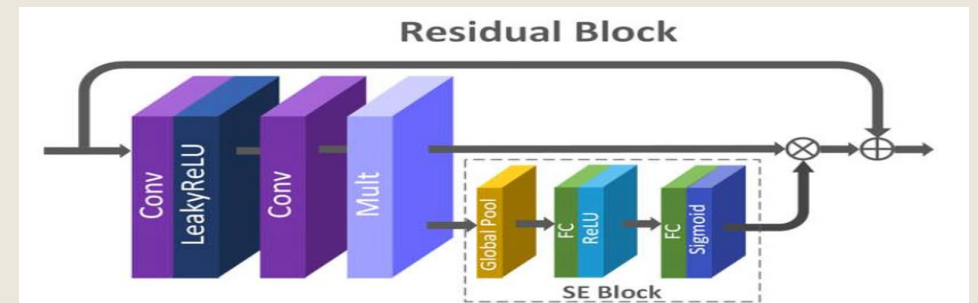 Residual Block
Conv
LeakyReLU
Conv
Mult
Global Pool
FC
ReLU
FC
Sigmoid
SE Block